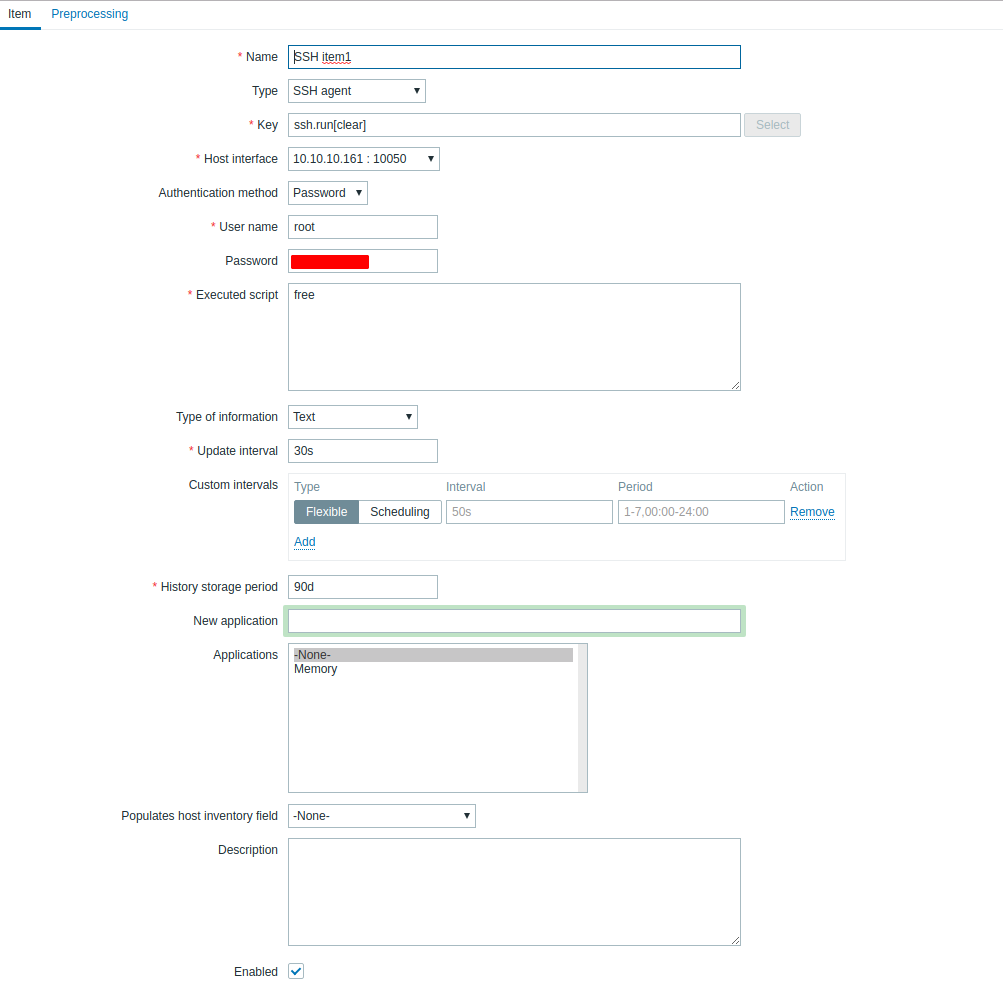 Item Preprocessing
* Name SSH item1
Type SSH agent
* Key ssh.run[clear] Select
* Host interface 10.10.10.161 : 10050
Authentication method Password
* User name root
Password
* Executed script free
Type of information Text
* Update interval 30s
Custom intervals Type Interval Period Action
Flexible Scheduling 50s 1-7,00:00-24:00 Remove
Add
* History storage period 90d
New application
Applications -None-
Memory
Populates host inventory field -None-
Description
Enabled